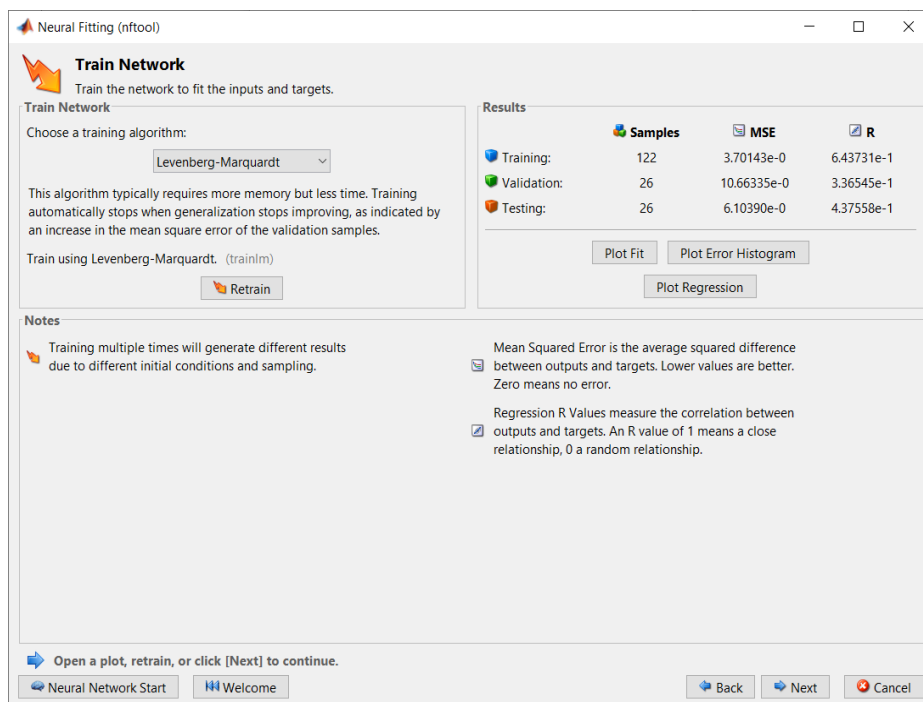 Neural Fitting (nftool)
Train Network
Train the network to fit the inputs and targets.
Train Network
Choose a training algorithm:
Levenberg-Marquardt
This algorithm typically requires more memory but less time. Training
automatically stops when generalization stops improving, as indicated by
an increase in the mean square error of the validation samples.
Train using Levenberg-Marquardt. (trainlm)
Retrain
Results
Samples MSE R
Training: 122 3.70143e-0 6.43731e-1
Validation: 26 10.66335e-0 3.36545e-1
Testing: 26 6.10390e-0 4.37558e-1
Plot Fit Plot Error Histogram
Plot Regression
Notes
Training multiple times will generate different results
due to different initial conditions and sampling.
Mean Squared Error is the average squared difference
between outputs and targets. Lower values are better.
Zero means no error.
Regression R Values measure the correlation between
outputs and targets. An R value of 1 means a close
relationship, 0 a random relationship.
Open a plot, retrain, or click [Next] to continue.
Neural Network Start Welcome Back Next Cancel